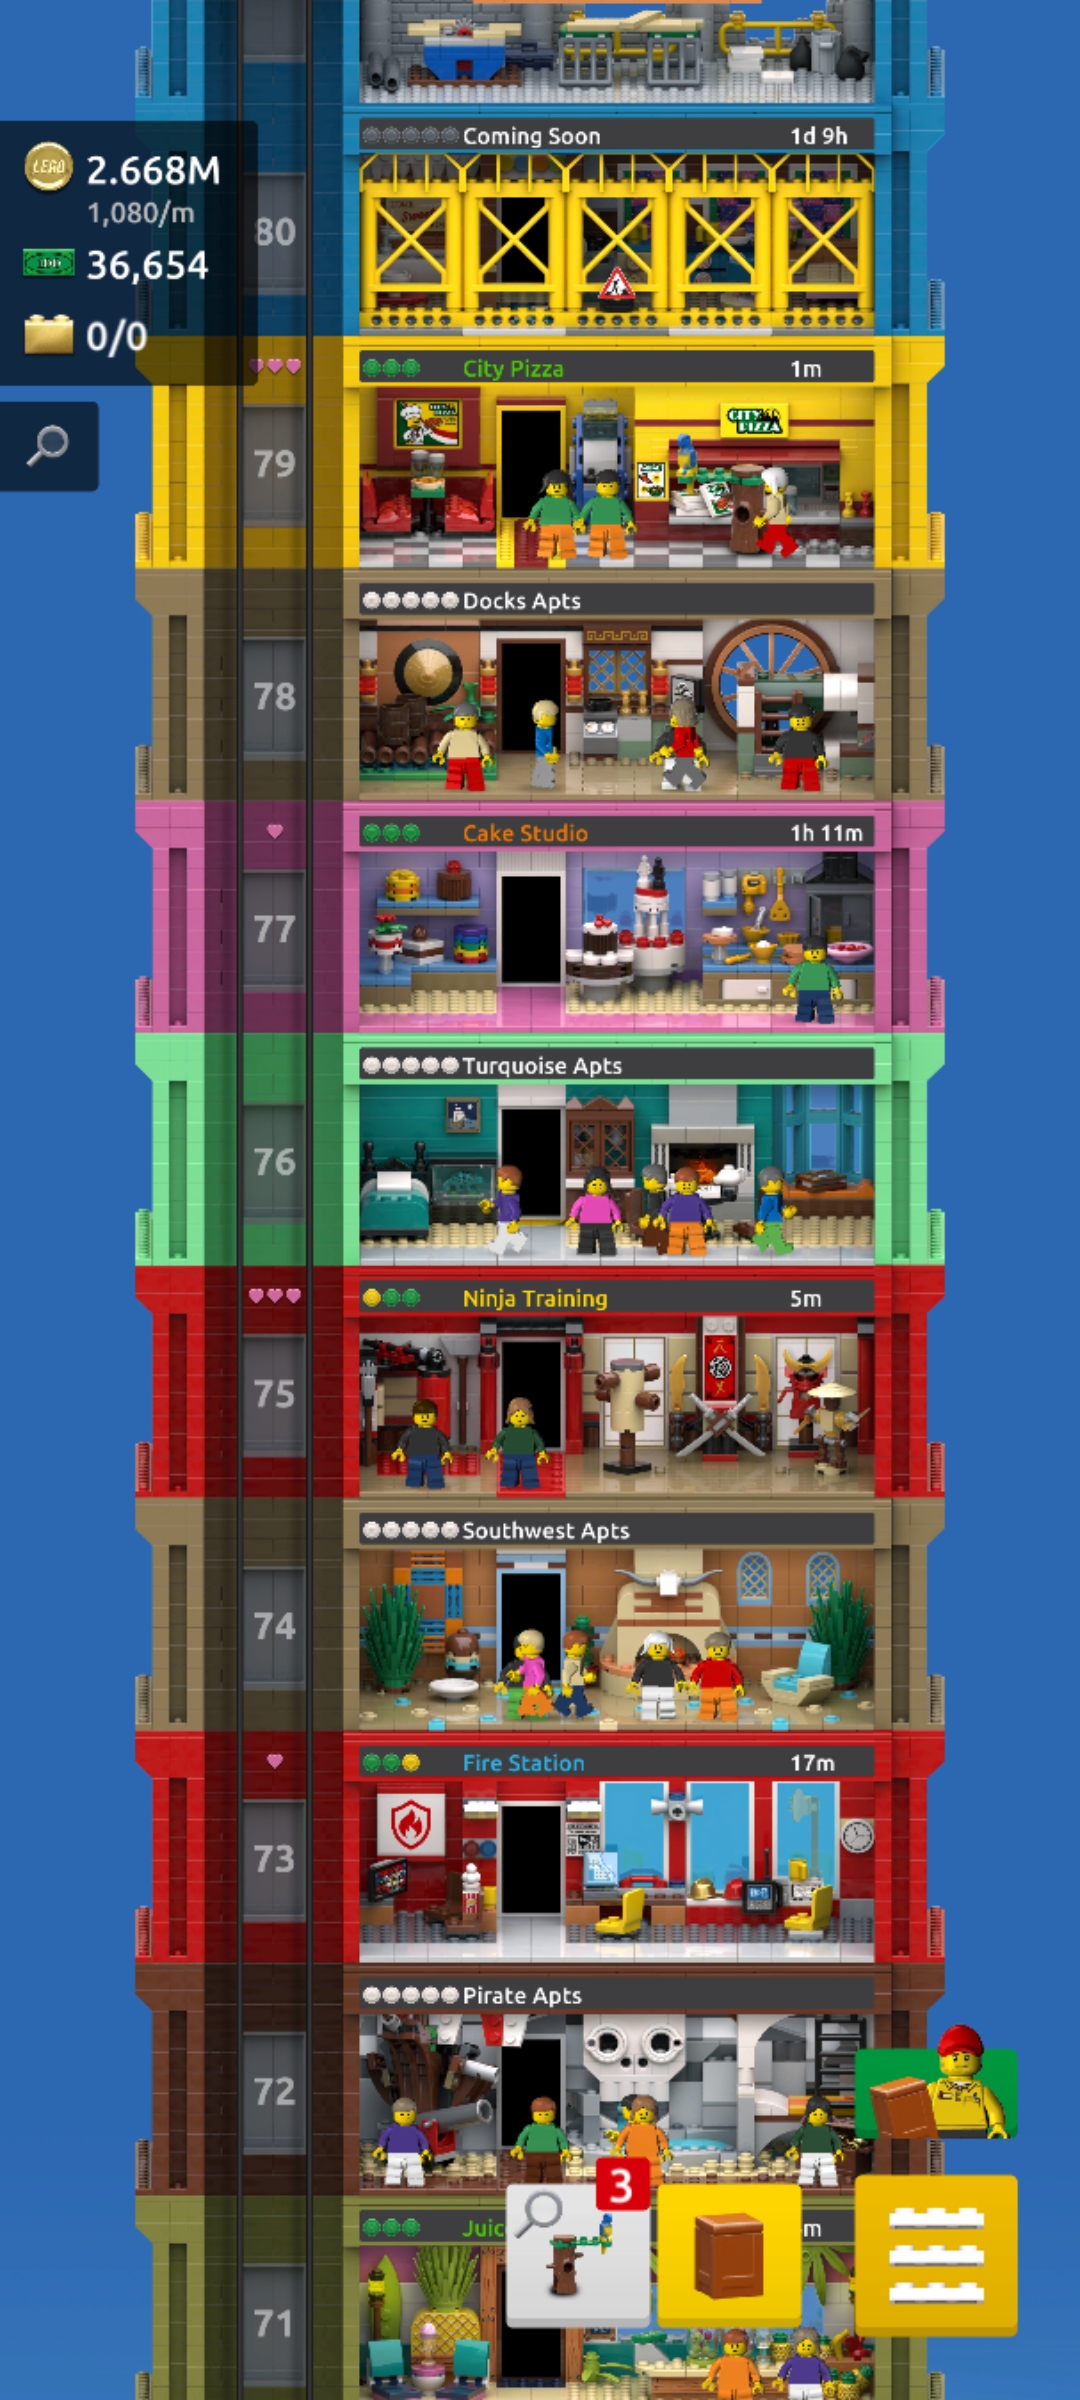 Coming Soon 1d 9h
LEGO 2.668M
1,080/m
80
36,654
0/0
City Pizza 1m
CITY PIZZA
79
Docks Apts
78
Cake Studio 1h 11m
77
Turquoise Apts
76
Ninja Training 5m
75
Southwest Apts
74
Fire Station 17m
73
Pirate Apts
72
3
Juic m
71